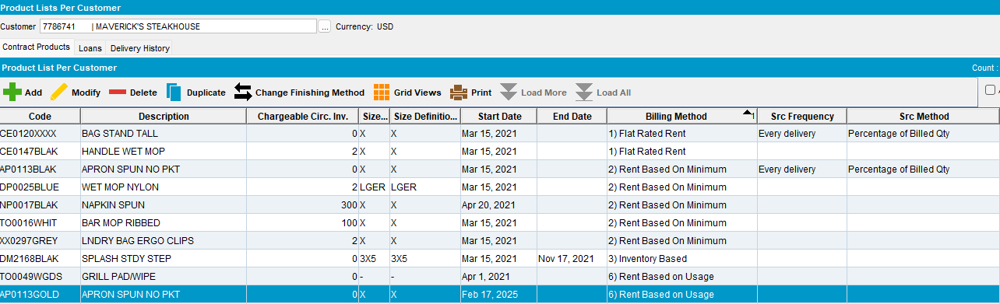 Product Lists Per Customer
Customer 7786741 | MAVERICK'S STEAKHOUSE ... Currency: USD
Contract Products Loans Delivery History
Product List Per Customer Count :
Add Modify Delete Duplicate Change Finishing Method Grid Views Print Load More Load All
Code Description Chargeable Circ. Inv. Size... Size Definitio... Start Date End Date Billing Method 1 Src Frequency Src Method
CE0120XXXX BAG STAND TALL 0 X X Mar 15, 2021 1) Flat Rated Rent Every delivery Percentage of Billed Qty
CE0147BLAK HANDLE WET MOP 2 X X Mar 15, 2021 1) Flat Rated Rent
AP0113BLAK APRON SPUN NO PKT 0 X X Mar 15, 2021 2) Rent Based On Minimum Every delivery Percentage of Billed Qty
DP0025BLUE WET MOP NYLON 2 LGER LGER Mar 15, 2021 2) Rent Based On Minimum
NP0017BLAK NAPKIN SPUN 300 X X Apr 20, 2021 2) Rent Based On Minimum
TO0016WHIT BAR MOP RIBBED 100 X X Mar 15, 2021 2) Rent Based On Minimum
XX0297GREY LNDRY BAG ERGO CLIPS 2 X X Mar 15, 2021 2) Rent Based On Minimum
DM2168BLAK SPLASH STDY STEP 0 3X5 3X5 Mar 15, 2021 Nov 17, 2021 3) Inventory Based
TO0049WGDS GRILL PAD/WIPE 0 - - Apr 1, 2021 6) Rent Based on Usage
AP0113GOLD APRON SPUN NO PKT 0 X X Feb 17, 2025 6) Rent Based on Usage